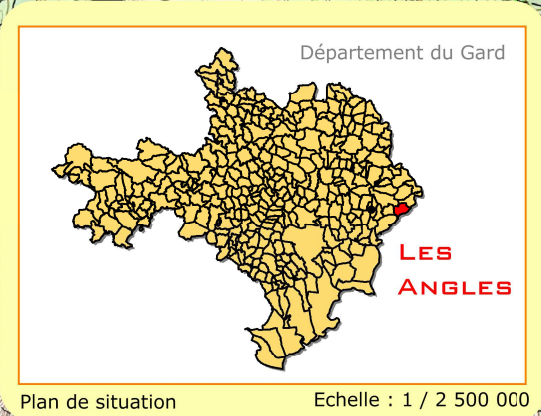 Département du Gard
Les
Angles
Plan de situation
Echelle : 1 / 2 500 000